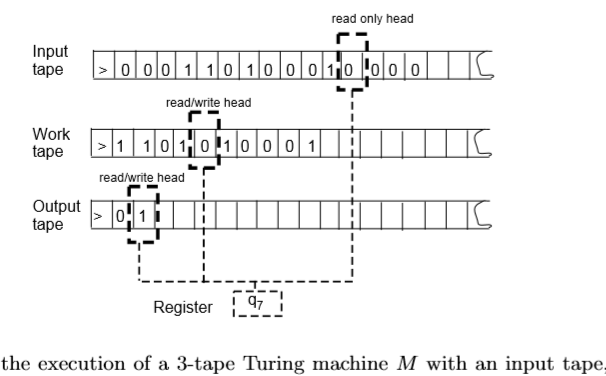 read only head
Input
tape
> 0 0 0 1 1 0 1 0 0 0 1 0 0 0 0
read/write head
Work
tape
> 1 1 0 1 0 1 0 0 0 1
read/write head
Output
tape
> 0 1
Register q7
the execution of a 3-tape Turing machine M with an input tape,